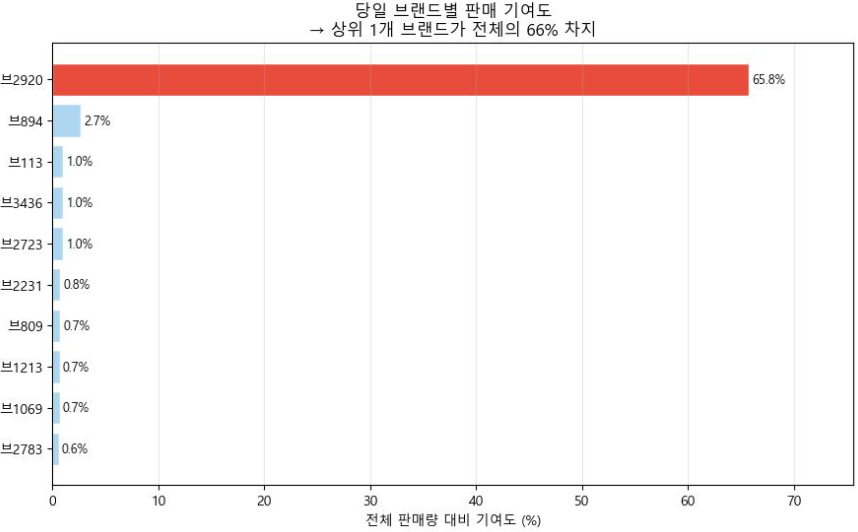 당일 브랜드별 판매 기여도
→ 상위 1개 브랜드가 전체의 66% 차지
브2920 65.8%
브894 2.7%
브113 1.0%
브3436 1.0%
브2723 1.0%
브2231 0.8%
브809 0.7%
브1213 0.7%
브1069 0.7%
브2783 0.6%
0 10 20 30 40 50 60 70
전체 판매량 대비 기여도 (%)